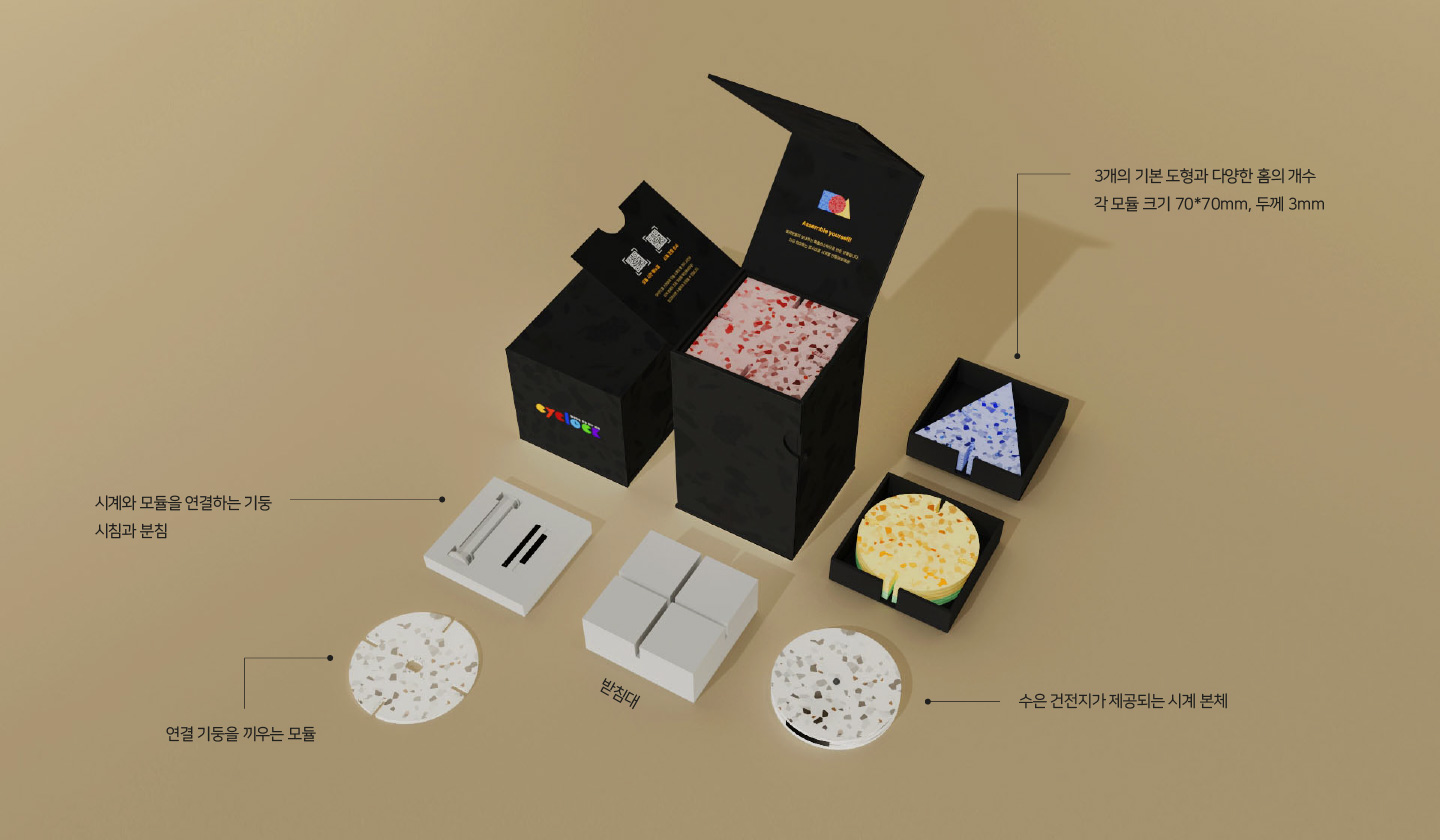 3개의 기본 도형과 다양한 홈의 개수
각 모듈 크기 70*70mm, 두께 3mm
Assemble yourself!
eyclock
시계와 모듈을 연결하는 기둥
시침과 분침
받침대
연결 기둥을 끼우는 모듈
수은 건전지가 제공되는 시계 본체